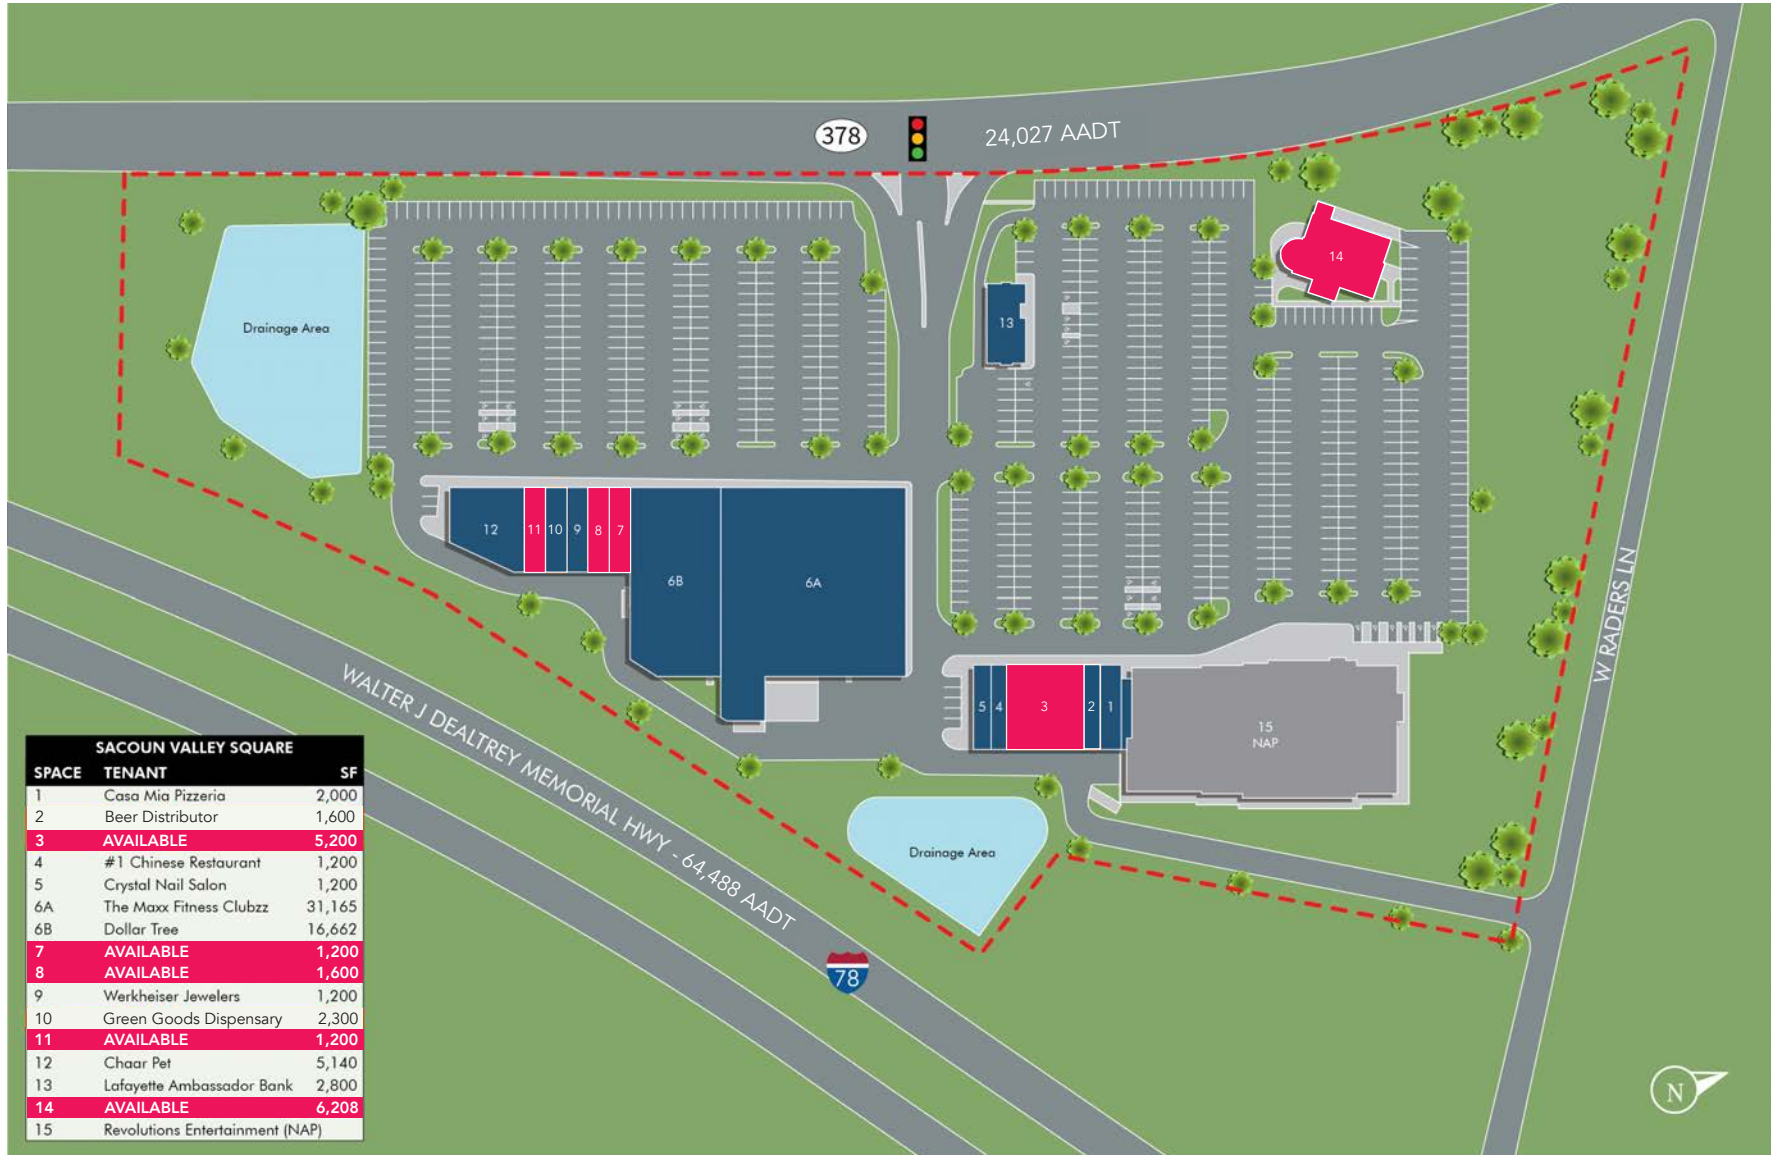 378
24,027 AADT
14
Drainage Area
13
12
11
10
9
8
7
6B
6A
W RADERS LN
WALTER J DEALTREY MEMORIAL HWY - 64,488 AADT
5
4
3
2
1
15
NAP
Drainage Area
78
SACOUN VALLEY SQUARE
SPACE TENANT SF
1 Casa Mia Pizzeria 2,000
2 Beer Distributor 1,600
3 AVAILABLE 5,200
4 #1 Chinese Restaurant 1,200
5 Crystal Nail Salon 1,200
6A The Maxx Fitness Clubzz 31,165
6B Dollar Tree 16,662
7 AVAILABLE 1,200
8 AVAILABLE 1,600
9 Werkheiser Jewelers 1,200
10 Green Goods Dispensary 2,300
11 AVAILABLE 1,200
12 Chaar Pet 5,140
13 Lafayette Ambassador Bank 2,800
14 AVAILABLE 6,208
15 Revolutions Entertainment (NAP)
N